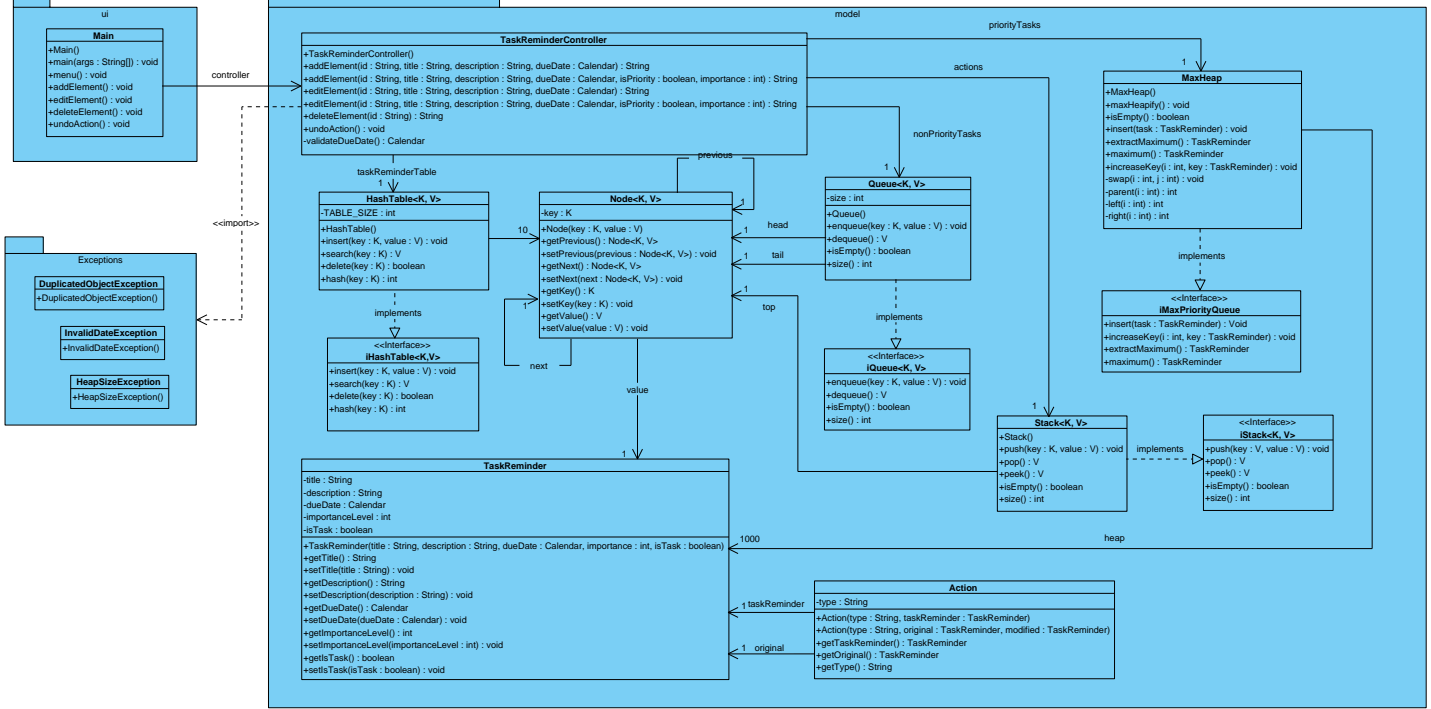 ui
Main
+Main()
+main(args : String[]) : void
+menu() : void
+addElement() : void
+editElement() : void
+deleteElement() : void
+undoAction() : void
controller
<<import>>
Exceptions
DuplicatedObjectException
+DuplicatedObjectException()
InvalidDateException
+InvalidDateException()
HeapSizeException
+HeapSizeException()
model
TaskReminderController
+TaskReminderController()
+addElement(id : String, title : String, description : String, dueDate : Calendar) : String
+addElement(id : String, title : String, description : String, dueDate : Calendar, isPriority : boolean, importance : int) : String
+editElement(id : String, title : String, description : String, dueDate : Calendar) : String
+editElement(id : String, title : String, description : String, dueDate : Calendar, isPriority : boolean, importance : int) : String
+deleteElement(id : String) : String
+undoAction() : void
-validateDueDate() : Calendar
priorityTasks
1
actions
1
nonPriorityTasks
1
taskReminderTable
1
HashTable<K, V>
-TABLE_SIZE : int
+HashTable()
+insert(key : K, value : V) : void
+search(key : K) : V
+delete(key : K) : boolean
+hash(key : K) : int
10
implements
<<Interface>>
iHashTable<K,V>
+insert(key : K, value : V) : void
+search(key : K) : V
+delete(key : K) : boolean
+hash(key : K) : int
previous
1
Node<K, V>
-key : K
+Node(key : K, value : V)
+getPrevious() : Node<K, V>
+setPrevious(previous : Node<K, V>) : void
+getNext() : Node<K, V>
+setNext(next : Node<K, V>) : void
+getKey() : K
+setKey(key : K) : void
+getValue() : V
+setValue(value : V) : void
1
next
value
1
head
1
tail
1
top
1
Queue<K, V>
-size : int
+Queue()
+enqueue(key : K, value : V) : void
+dequeue() : V
+isEmpty() : boolean
+size() : int
implements
<<Interface>>
iQueue<K, V>
+enqueue(key : K, value : V) : void
+dequeue() : V
+isEmpty() : boolean
+size() : int
MaxHeap
+MaxHeap()
+maxHeapify() : void
+isEmpty() : boolean
+insert(task : TaskReminder) : void
+extractMaximum() : TaskReminder
+maximum() : TaskReminder
+increaseKey(i : int, key : TaskReminder) : void
-swap(i : int, j : int) : void
-parent(i : int) : int
-left(i : int) : int
-right(i : int) : int
implements
<<Interface>>
iMaxPriorityQueue
+insert(task : TaskReminder) : Void
+increaseKey(i : int, key : TaskReminder) : void
+extractMaximum() : TaskReminder
+maximum() : TaskReminder
Stack<K, V>
+Stack()
+push(key : K, value : V) : void
+pop() : V
+peek() : V
+isEmpty() : boolean
+size() : int
implements
<<Interface>>
iStack<K, V>
+push(key : V, value : V) : void
+pop() : V
+peek() : V
+isEmpty() : boolean
+size() : int
TaskReminder
-title : String
-description : String
-dueDate : Calendar
-importanceLevel : int
-isTask : boolean
+TaskReminder(title : String, description : String, dueDate : Calendar, importance : int, isTask : boolean)
+getTitle() : String
+setTitle(title : String) : void
+getDescription() : String
+setDescription(description : String) : void
+getDueDate() : Calendar
+setDueDate(dueDate : Calendar) : void
+getImportanceLevel() : int
+setImportanceLevel(importanceLevel : int) : void
+getIsTask() : boolean
+setIsTask(isTask : boolean) : void
1000
heap
1 taskReminder
1 original
Action
-type : String
+Action(type : String, taskReminder : TaskReminder)
+Action(type : String, original : TaskReminder, modified : TaskReminder)
+getTaskReminder() : TaskReminder
+getOriginal() : TaskReminder
+getType() : String